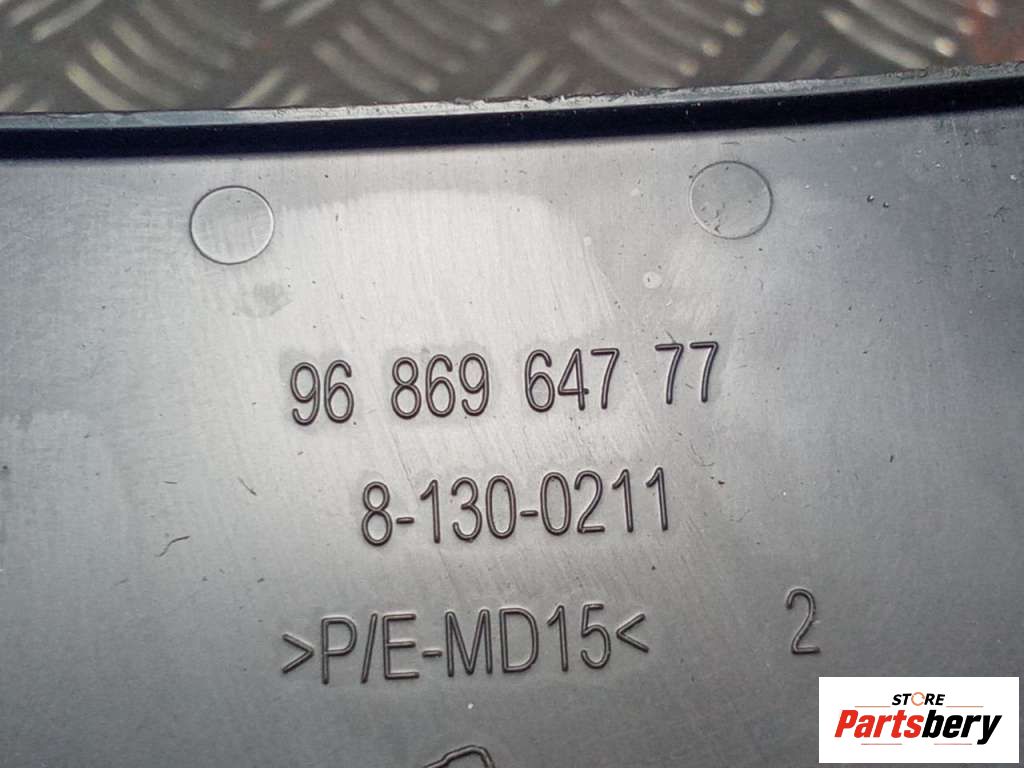 96 869 647 77
8-130-0211
>P/E-MD15< 2
STORE
Partsbery